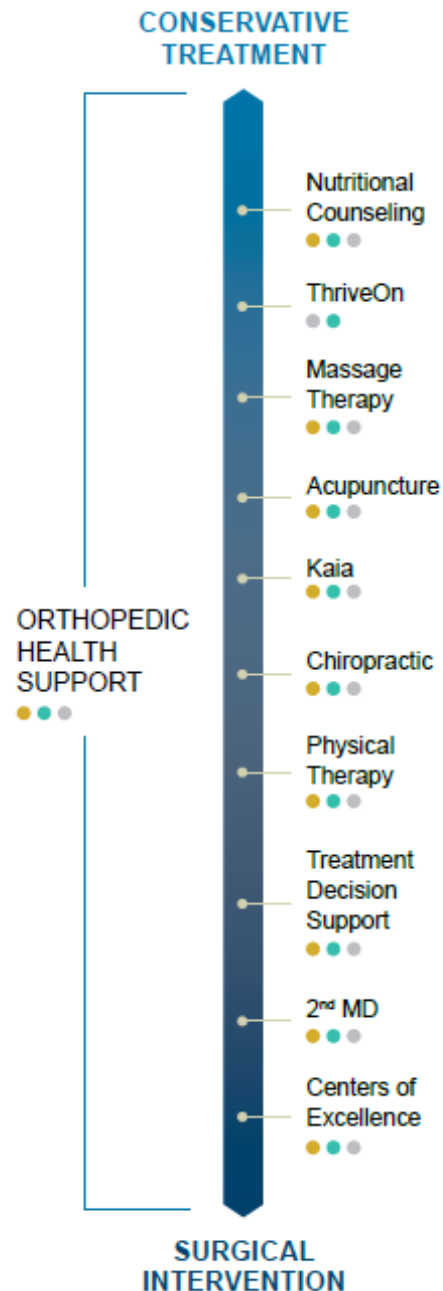 CONSERVATIVE
TREATMENT
Nutritional
Counseling
ThriveOn
Massage
Therapy
Acupuncture
Kaia
ORTHOPEDIC
HEALTH
SUPPORT
Chiropractic
Physical
Therapy
Treatment
Decision
Support
2nd MD
Centers of
Excellence
SURGICAL
INTERVENTION